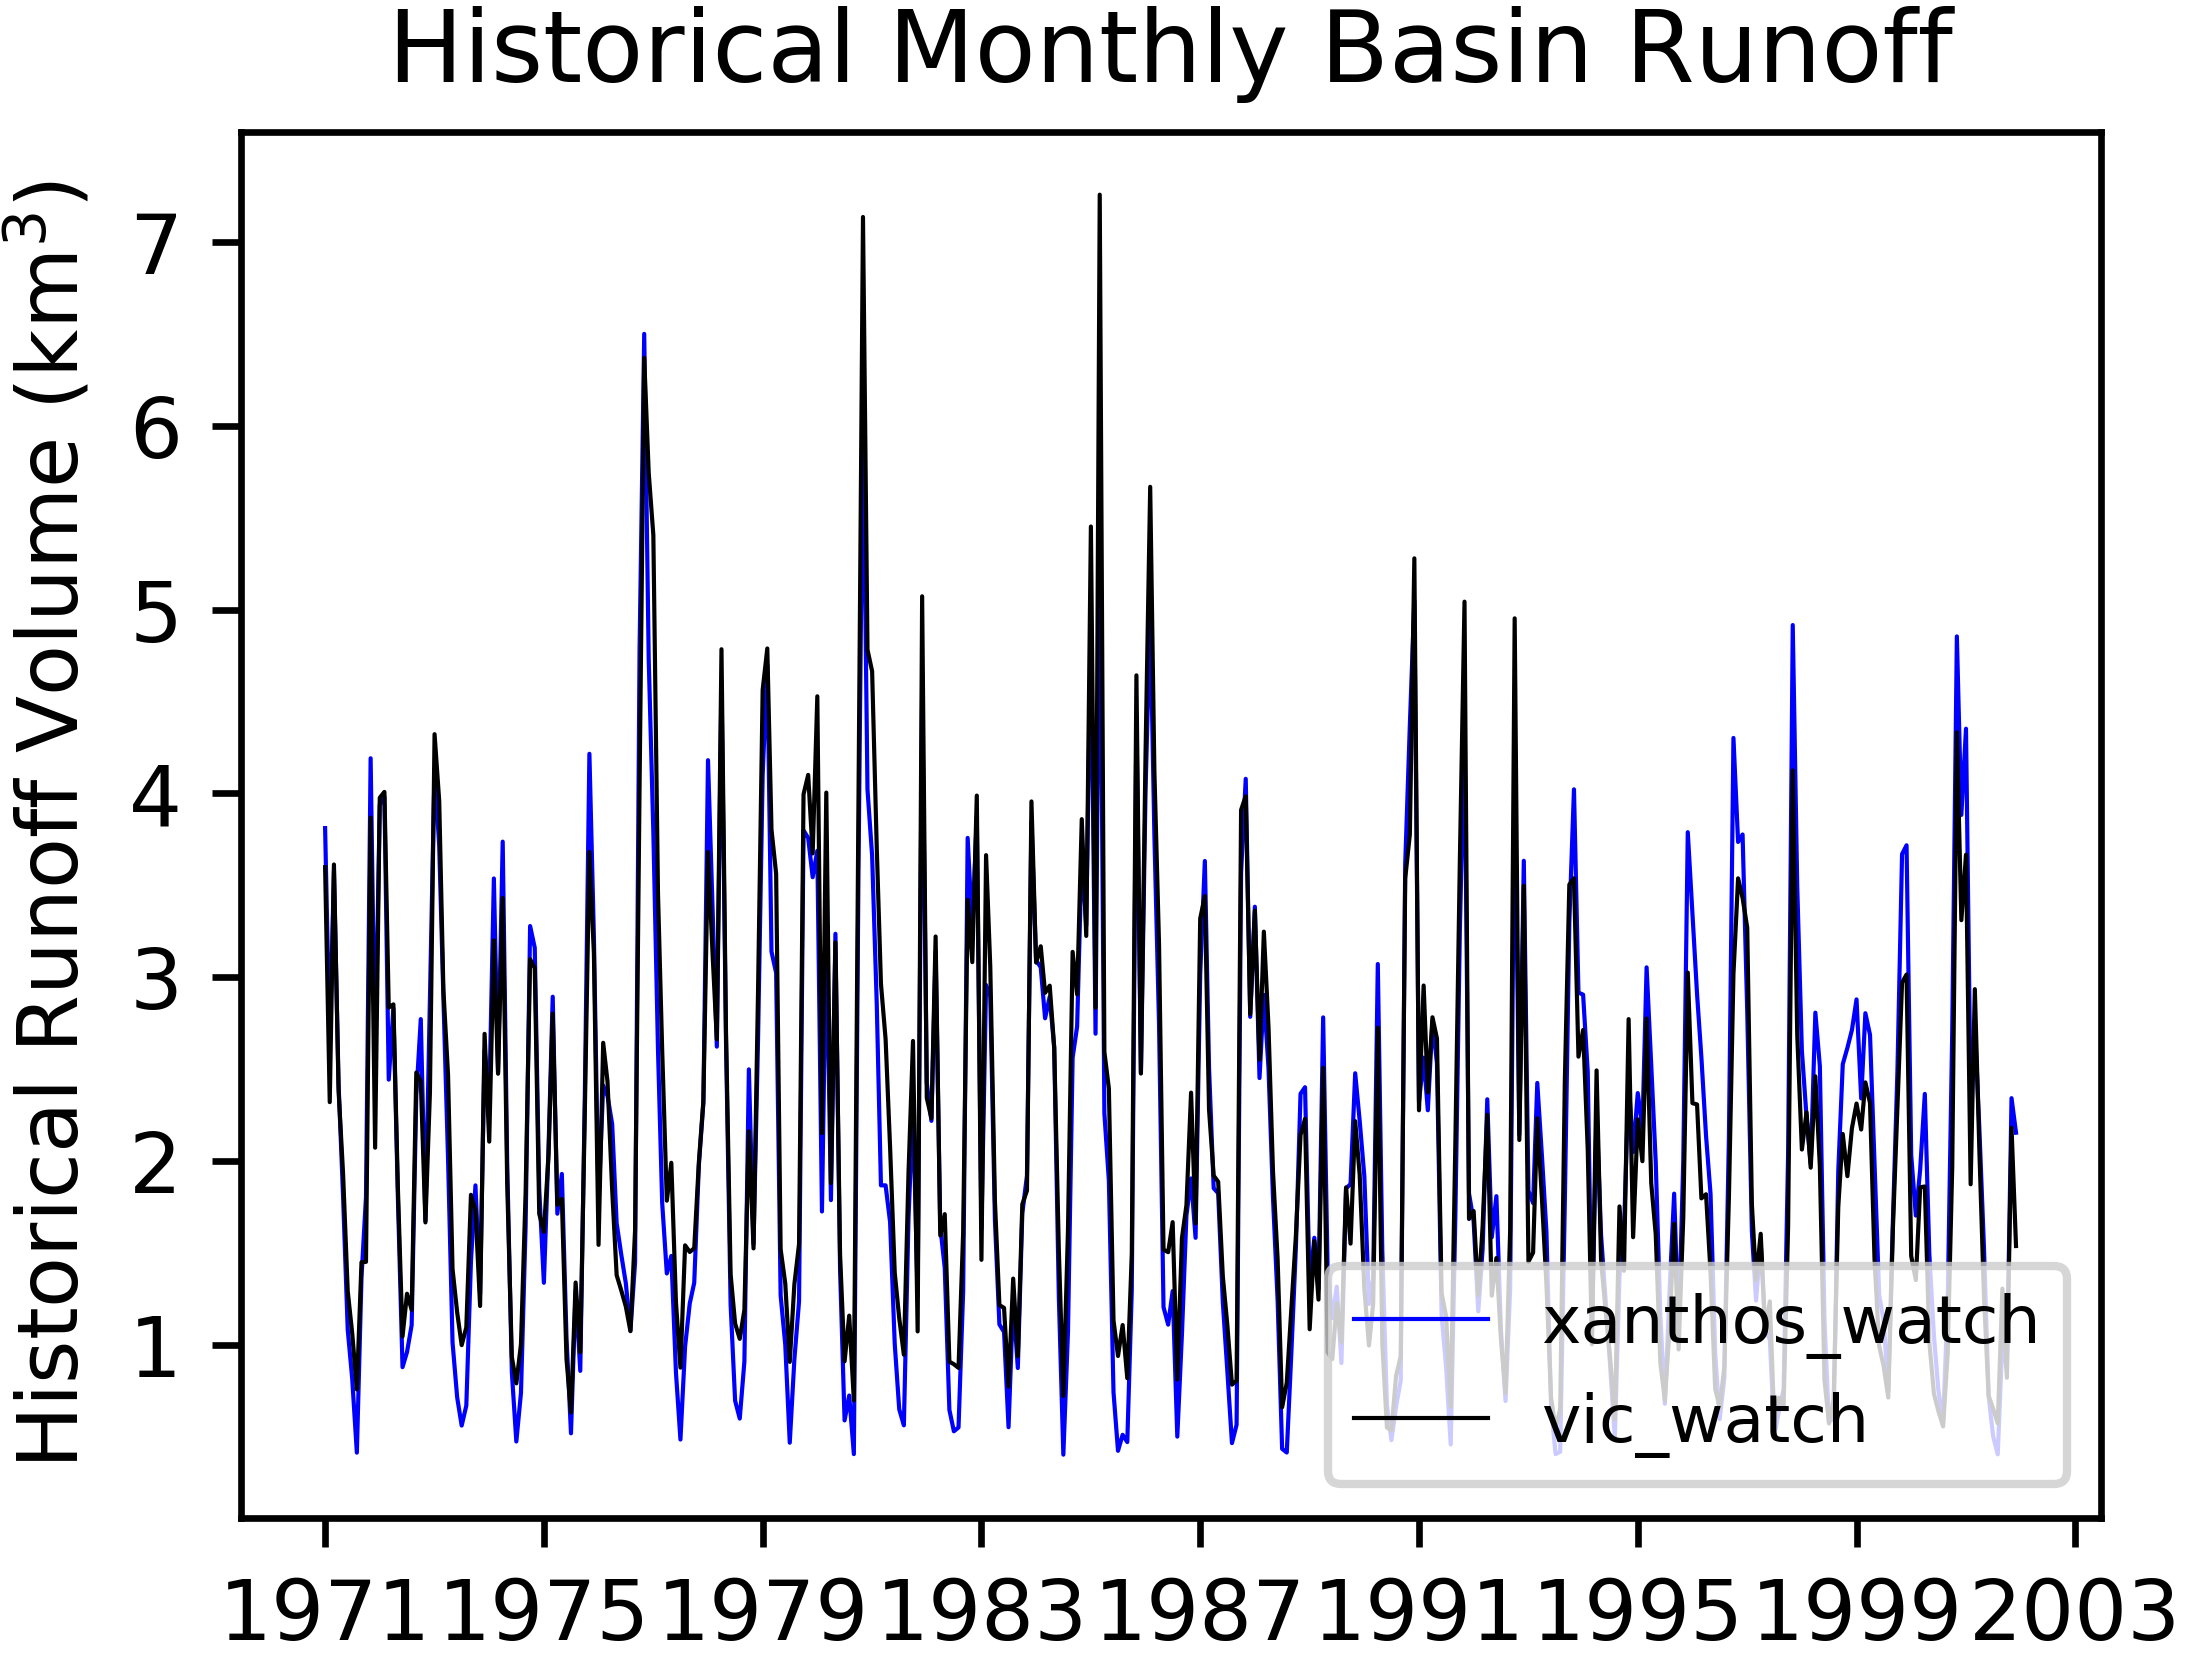 Historical Monthly Basin Runoff
Historical Runoff Volume (km³)
7
6
5
4
3
2
1
xanthos_watch
vic_watch
1971 1975 1979 1983 1987 1991 1995 1999 2003